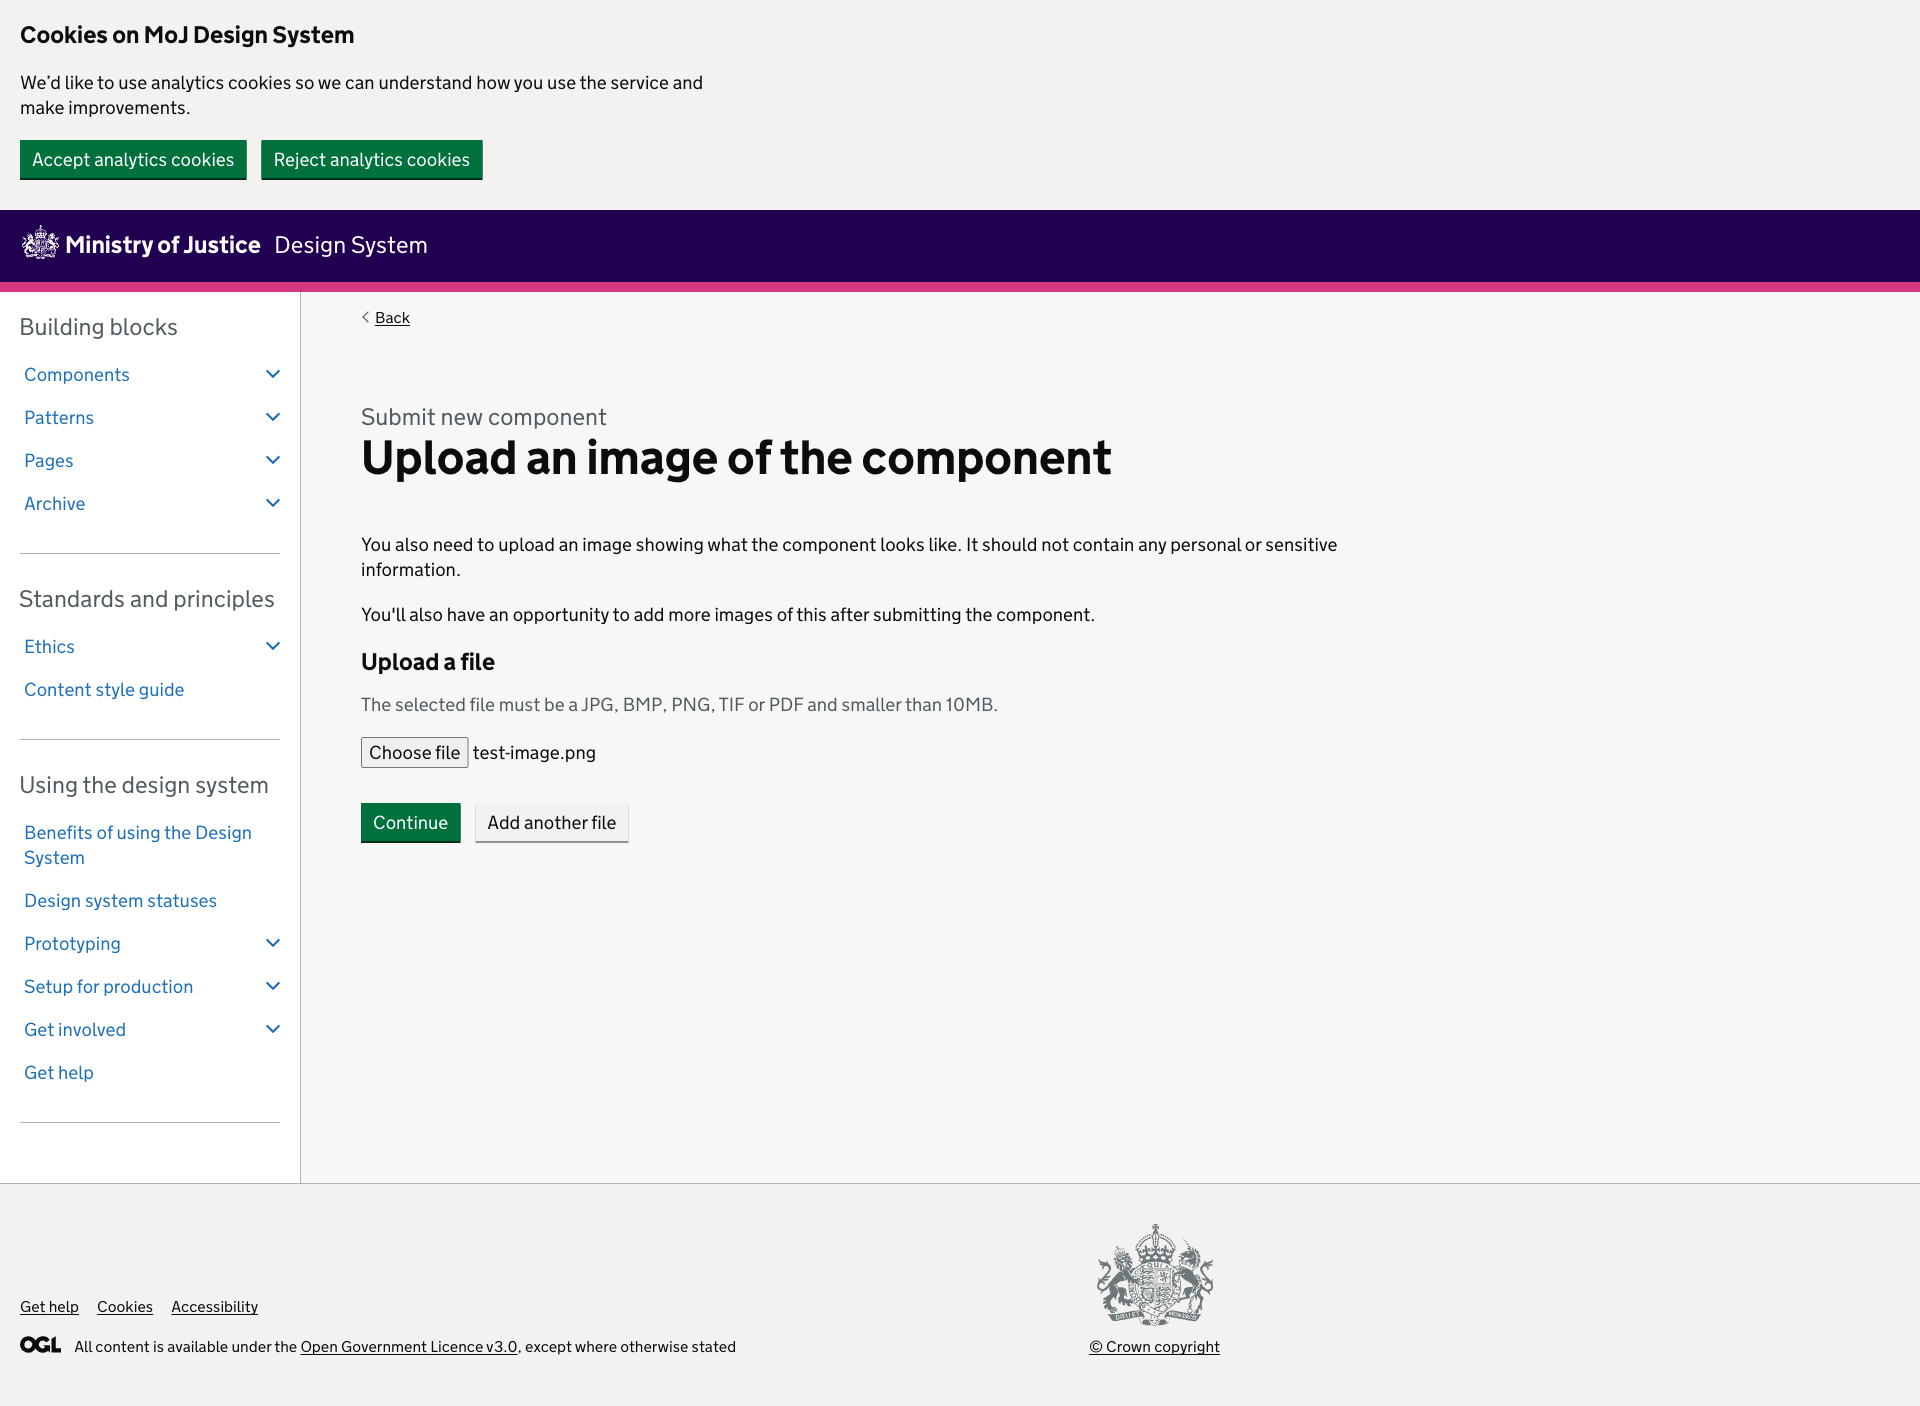 Cookies on MoJ Design System
We’d like to use analytics cookies so we can understand how you use the service and
make improvements.
Accept analytics cookies
Reject analytics cookies
Ministry of Justice Design System
Building blocks
Components
Patterns
Pages
Archive
Standards and principles
Ethics
Content style guide
Using the design system
Benefits of using the Design
System
Design system statuses
Prototyping
Setup for production
Get involved
Get help
Back
Submit new component
Upload an image of the component
You also need to upload an image showing what the component looks like. It should not contain any personal or sensitive
information.
You'll also have an opportunity to add more images of this after submitting the component.
Upload a file
The selected file must be a JPG, BMP, PNG, TIF or PDF and smaller than 10MB.
Choose file test-image.png
Continue
Add another file
Get help Cookies Accessibility
OGL All content is available under the Open Government Licence v3.0, except where otherwise stated
© Crown copyright